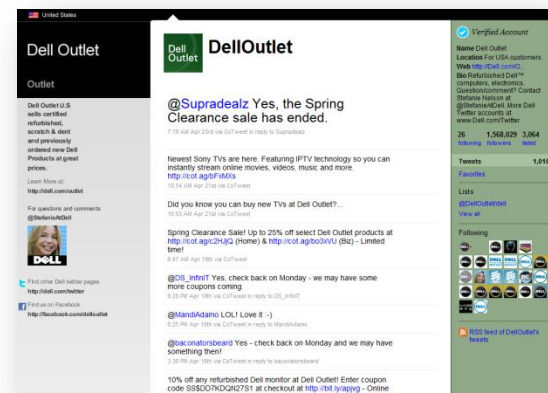 United States
Dell Outlet
Outlet
Dell Outlet U.S
sells certified
refurbished,
scratch & dent
and previously
ordered new Dell
Products at great
prices.
Learn More at:
http://dell.com/outlet
For questions and comments
@StefanieAtDell
DELL
Find other Dell twitter pages
http://dell.com/twitter
Find us on Facebook
http://facebook.com/delloutlet
Dell
Outlet
DellOutlet
@Supradealz Yes, the Spring
Clearance sale has ended.
7:16 AM Apr 23rd via CoTweet in reply to Supradealz
Newest Sony TVs are here. Featuring IPTV technology so you can
instantly stream online movies, videos, music and more.
http://cot.ag/bFxMXs
10:54 AM Apr 21st via CoTweet
Did you know you can buy new TVs at Dell Outlet?...
10:53 AM Apr 21st via CoTweet
Spring Clearance Sale! Up to 25% off select Dell Outlet products at
http://cot.ag/c2HJjQ (Home) & http://cot.ag/bo3xVU (Biz) - Limited
time!
6:47 AM Apr 19th via CoTweet
@DS_InfiniT Yes, check back on Monday - we may have some
more coupons coming.
6:28 PM Apr 16th via CoTweet in reply to DS_InfiniT
@MandiAdamo LOL! Love it :-)
6:25 PM Apr 16th via CoTweet in reply to MandiAdamo
@baconatorsbeard Yes - check back on Monday and we may have
something then!
3:38 PM Apr 16th via CoTweet in reply to baconatorsbeard
10% off any refurbished Dell monitor at Dell Outlet! Enter coupon
code SS$DD7KDQN27S1 at checkout at http://bit.ly/apjvg - Online
Verified Account
Name Dell Outlet
Location For USA customers
Web http://Dell.com/O...
Bio Refurbished Dell™
computers, electronics.
Question/comment? Contact
Stefanie Nelson at
@StefanieAtDell. More Dell
Twitter accounts at
www.Dell.com/Twitter
26 1,568,029 3,064
following followers listed
Tweets
Favorites
Lists
@DellOutlet/dell
View all
Following
RSS feed of DellOutlet's
tweets